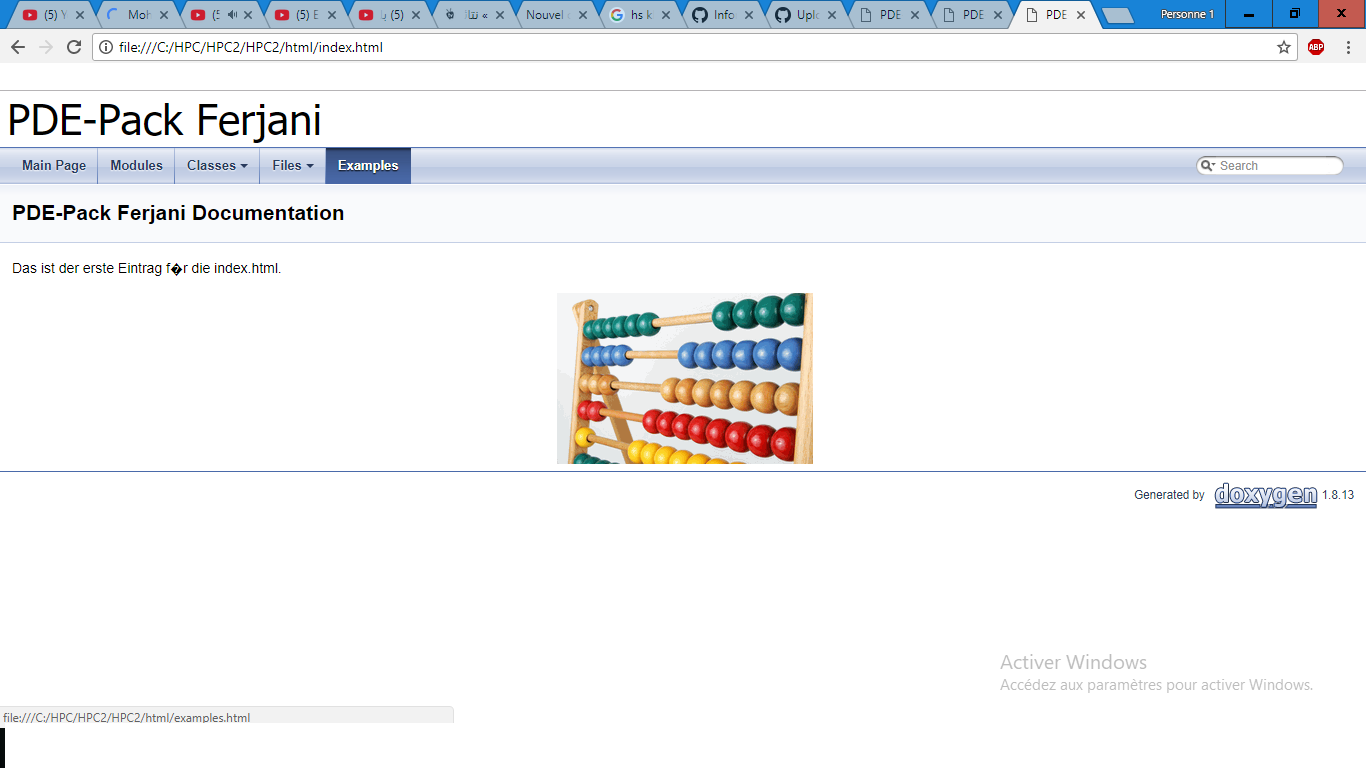 (5) Y
Moh
(5
(5) E
(5) يا
« شتلا
Nouvel
hs k
Infor
Uplo
PDE
PDE
PDE
Personne 1
file:///C:/HPC/HPC2/HPC2/html/index.html
ABP
PDE-Pack Ferjani
Main Page
Modules
Classes
Files
Examples
Search
PDE-Pack Ferjani Documentation
Das ist der erste Eintrag f�r die index.html.
Generated by doxygen 1.8.13
Activer Windows
Accédez aux paramètres pour activer Windows.
file:///C:/HPC/HPC2/HPC2/html/examples.html